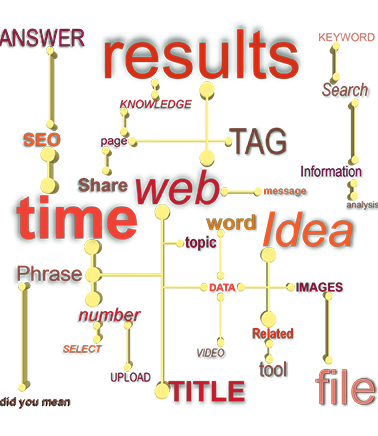 ANSWER
results
KEYWORD
KNOWLEDGE
Search
SEO
page
TAG
Information
Share
web
message
analysis
time
word
Idea
topic
Phrase
DATA
IMAGES
number
Related
SELECT
VIDEO
tool
UPLOAD
TITLE
file
did you mean